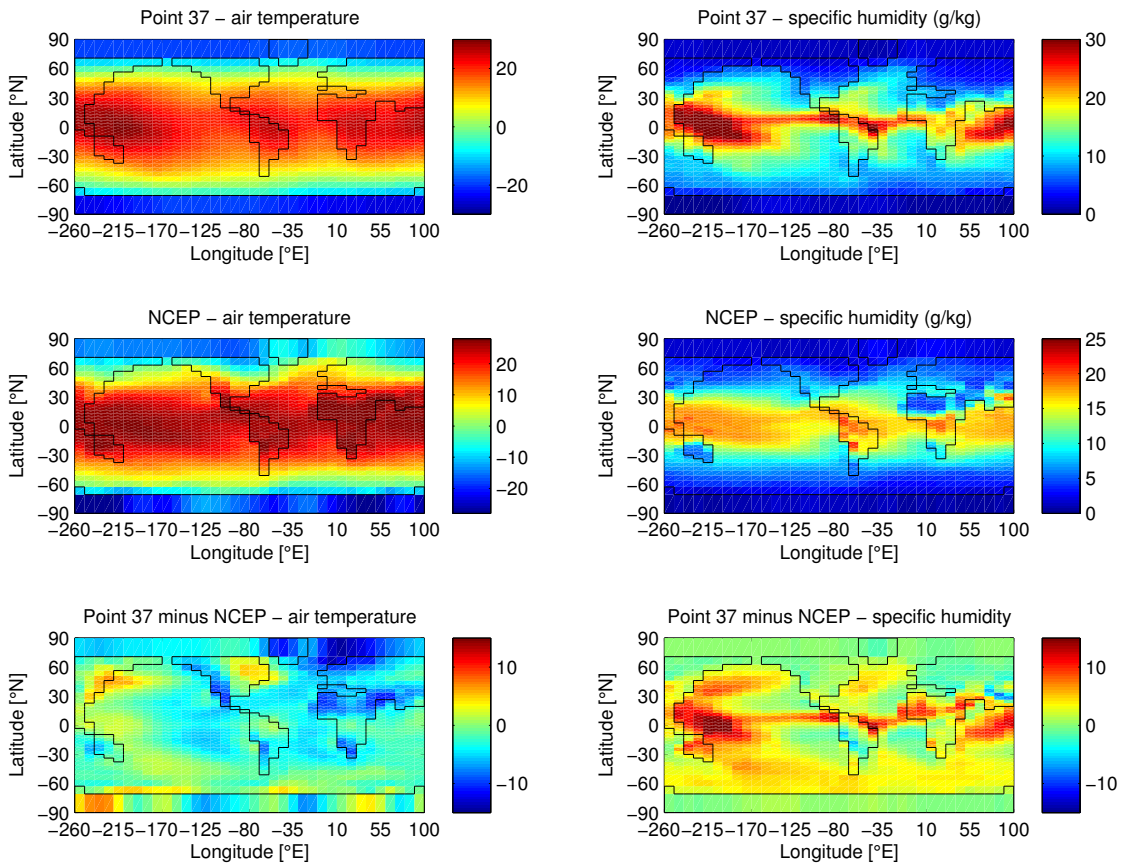 Point 37 − air temperature
90
60
30
0
−30
−60
−90
Latitude [°N]
−260 −215 −170 −125 −80 −35 10 55 100
Longitude [°E]
20
0
−20
Point 37 − specific humidity (g/kg)
90
60
30
0
−30
−60
−90
Latitude [°N]
−260 −215 −170 −125 −80 −35 10 55 100
Longitude [°E]
30
20
10
0
NCEP − air temperature
90
60
30
0
−30
−60
−90
Latitude [°N]
−260 −215 −170 −125 −80 −35 10 55 100
Longitude [°E]
20
10
0
−10
−20
NCEP − specific humidity (g/kg)
90
60
30
0
−30
−60
−90
Latitude [°N]
−260 −215 −170 −125 −80 −35 10 55 100
Longitude [°E]
25
20
15
10
5
0
Point 37 minus NCEP − air temperature
90
60
30
0
−30
−60
−90
Latitude [°N]
−260 −215 −170 −125 −80 −35 10 55 100
Longitude [°E]
10
0
−10
Point 37 minus NCEP − specific humidity
90
60
30
0
−30
−60
−90
Latitude [°N]
−260 −215 −170 −125 −80 −35 10 55 100
Longitude [°E]
10
0
−10